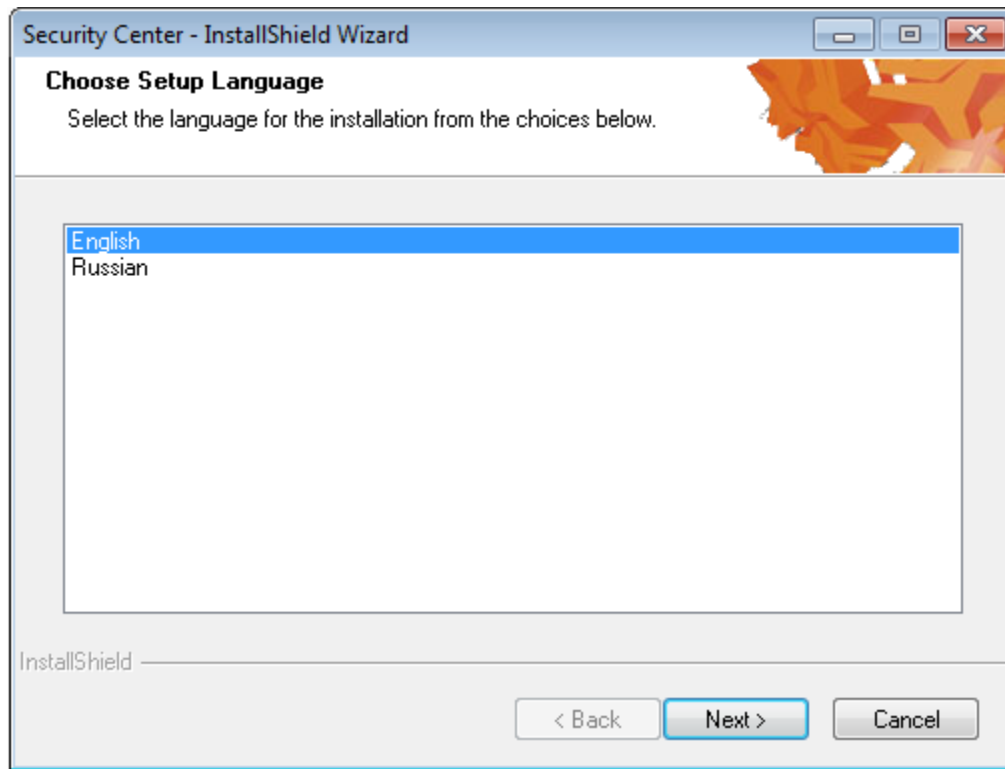 Security Center - InstallShield Wizard
Choose Setup Language
Select the language for the installation from the choices below.
English
Russian
InstallShield
< Back
Next >
Cancel